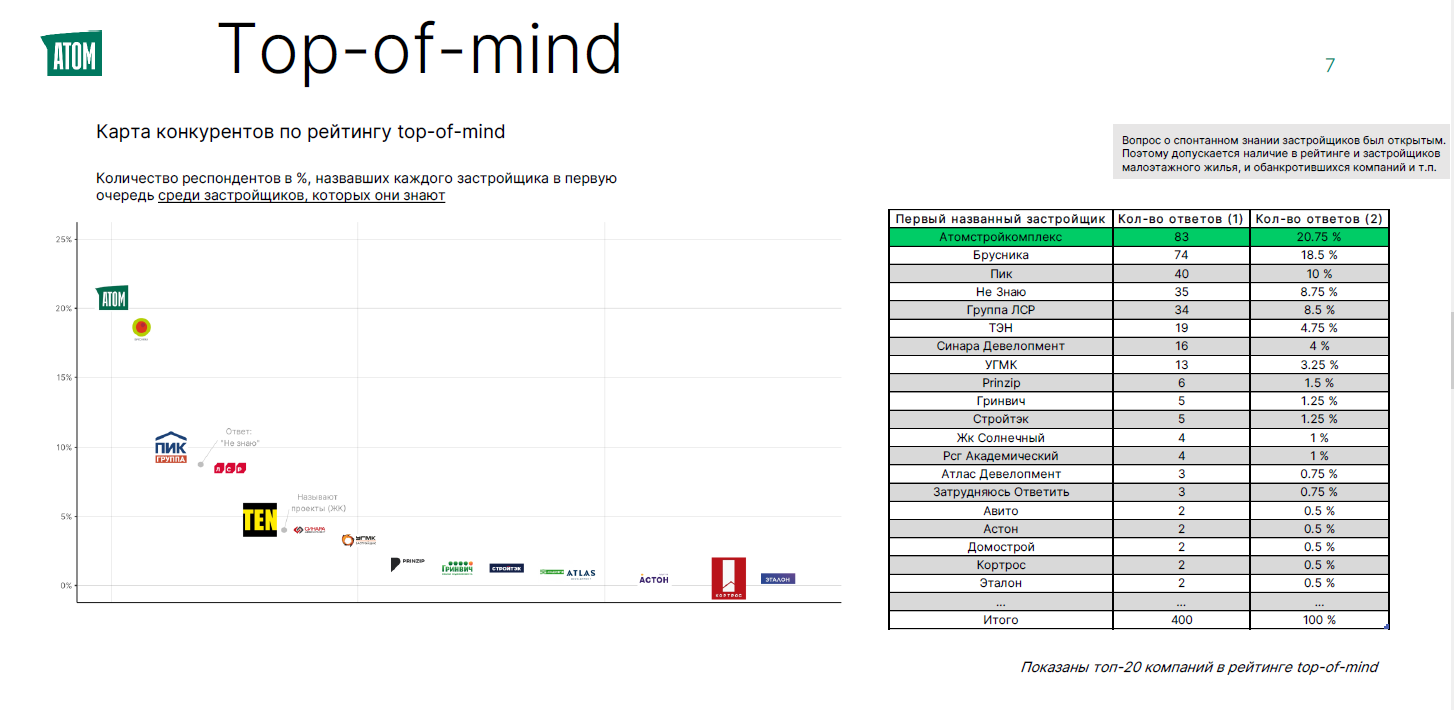 АТОМ
Top-of-mind
7
Карта конкурентов по рейтингу top-of-mind
Вопрос о спонтанном знании застройщиков был открытым.
Поэтому допускается наличие в рейтинге и застройщиков
малоэтажного жилья, и обанкротившихся компаний и т.п.
Количество респондентов в %, назвавших каждого застройщика в первую
очередь среди застройщиков, которых они знают
25%
20%
15%
10%
5%
0%
АТОМ
ПИК
ГРУППА
Ответ:
"Не знаю"
ЛСР
TEN
Называют
проекты (ЖК)
СИНАРА
УГМК
PRINZIP
ГРИНВИЧ
СТРОЙТЭК
ATLAS
АСТОН
КОРТРОС
ЭТАЛОН
Первый названный застройщик Кол-во ответов (1) Кол-во ответов (2)
Атомстройкомплекс 83 20.75 %
Брусника 74 18.5 %
Пик 40 10 %
Не Знаю 35 8.75 %
Группа ЛСР 34 8.5 %
ТЭН 19 4.75 %
Синара Девелопмент 16 4 %
УГМК 13 3.25 %
Prinzip 6 1.5 %
Гринвич 5 1.25 %
Стройтэк 5 1.25 %
Жк Солнечный 4 1 %
Рсг Академический 4 1 %
Атлас Девелопмент 3 0.75 %
Затрудняюсь Ответить 3 0.75 %
Авито 2 0.5 %
Астон 2 0.5 %
Домострой 2 0.5 %
Кортрос 2 0.5 %
Эталон 2 0.5 %
... ... ...
Итого 400 100 %
Показаны топ-20 компаний в рейтинге top-of-mind